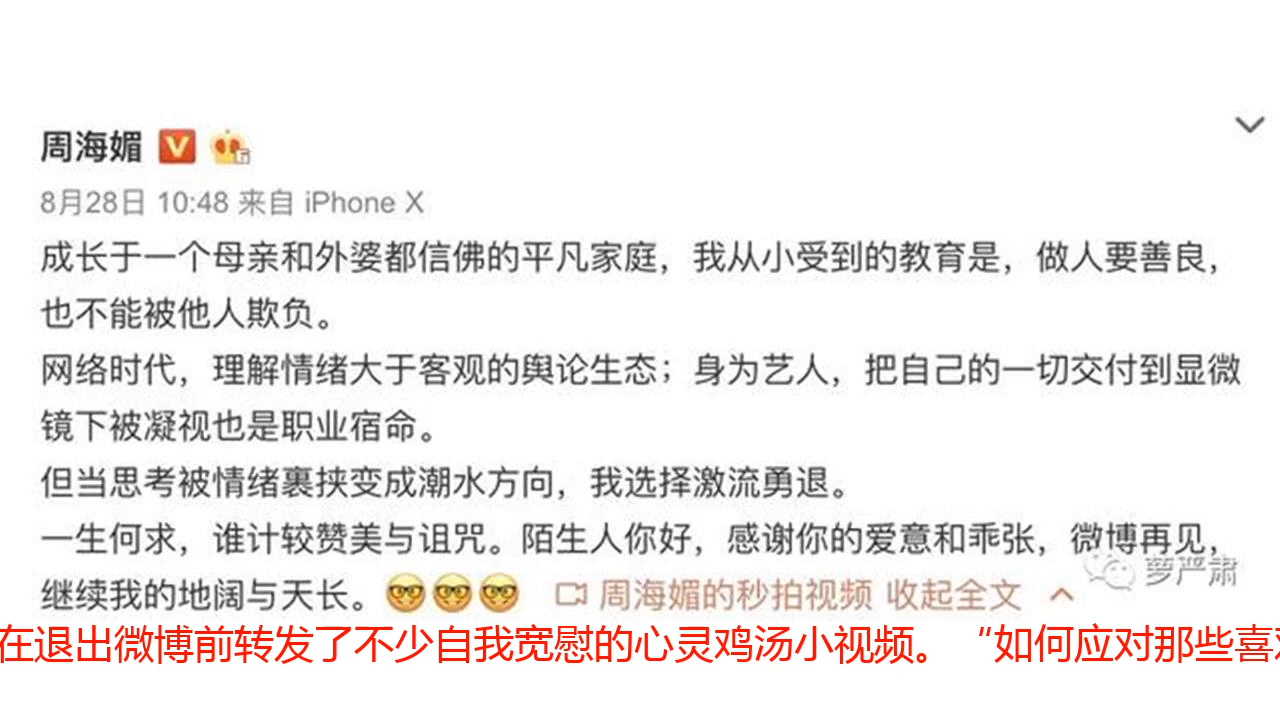 周海媚
8月28日 10:48 来自 iPhone X
成长于一个母亲和外婆都信佛的平凡家庭，我从小受到的教育是，做人要善良，
也不能被他人欺负。
网络时代，理解情绪大于客观的舆论生态；身为艺人，把自己的一切交付到显微
镜下被凝视也是职业宿命。
但当思考被情绪裹挟变成潮水方向，我选择激流勇退。
一生何求，谁计较赞美与诅咒。陌生人你好，感谢你的爱意和乖张，微博再见，
继续我的地阔与天长。 周海媚的秒拍视频 收起全文
萝严肃
在退出微博前转发了不少自我宽慰的心灵鸡汤小视频。“如何应对那些喜